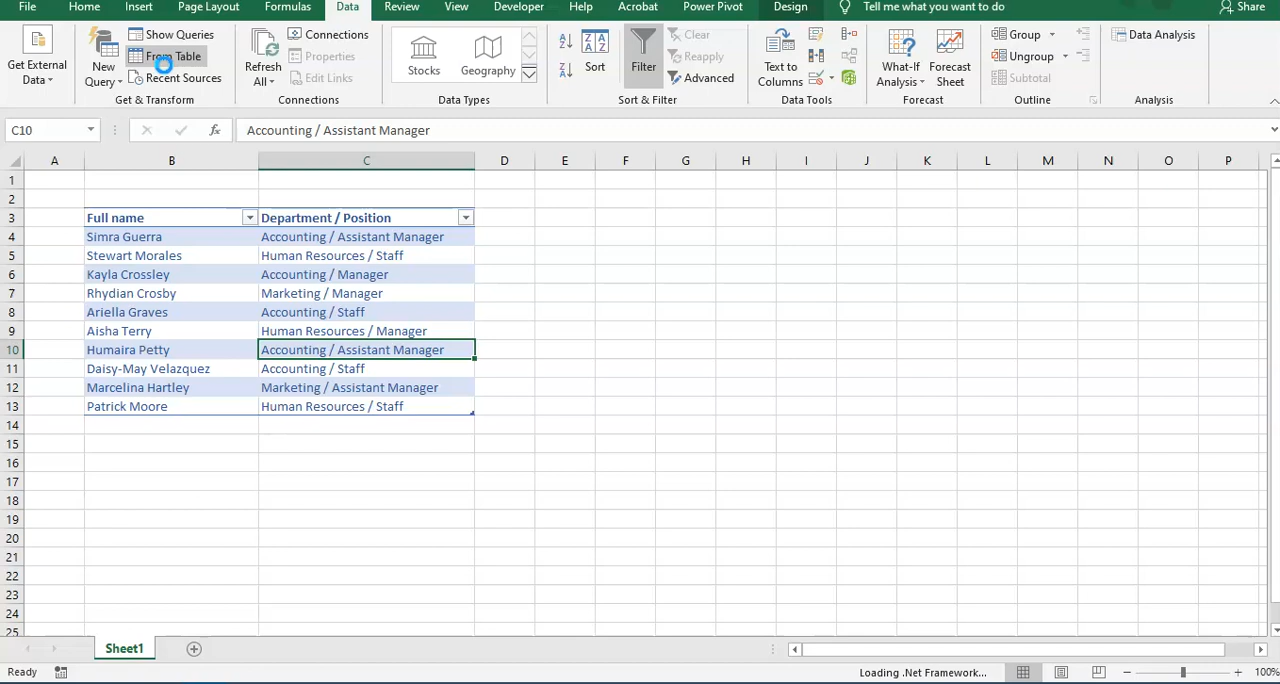 File Home Insert Page Layout Formulas Data Review View Developer Help Acrobat Power Pivot Design Tell me what you want to do Share
Get External
Data
New
Query
Show Queries
From Table
Recent Sources
Get & Transform
Refresh
All
Connections
Properties
Edit Links
Connections
Stocks
Geography
Data Types
A Z
Z A
Sort
Filter
Clear
Reapply
Advanced
Sort & Filter
Text to
Columns
Data Tools
What-If
Analysis
Forecast
Sheet
Forecast
Group
Ungroup
Subtotal
Outline
Data Analysis
Analysis
C10 fx Accounting / Assistant Manager
A B C D E F G H I J K L M N O P
1
2
3 Full name Department / Position
4 Simra Guerra Accounting / Assistant Manager
5 Stewart Morales Human Resources / Staff
6 Kayla Crossley Accounting / Manager
7 Rhydian Crosby Marketing / Manager
8 Ariella Graves Accounting / Staff
9 Aisha Terry Human Resources / Manager
10 Humaira Petty Accounting / Assistant Manager
11 Daisy-May Velazquez Accounting / Staff
12 Marcelina Hartley Marketing / Assistant Manager
13 Patrick Moore Human Resources / Staff
14
15
16
17
18
19
20
21
22
23
24
25
Sheet1
Ready Loading .Net Framework... 100%